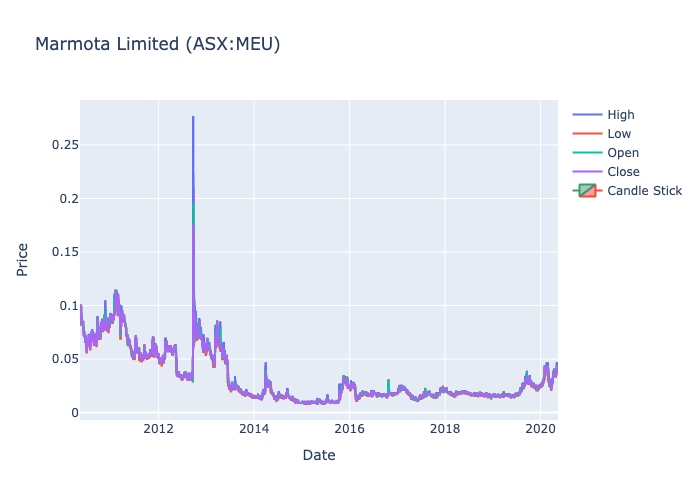 Marmota Limited (ASX:MEU)
High
Low
Open
Close
Candle Stick
0.25
0.2
0.15
0.1
0.05
0
Price
2012
2014
2016
2018
2020
Date